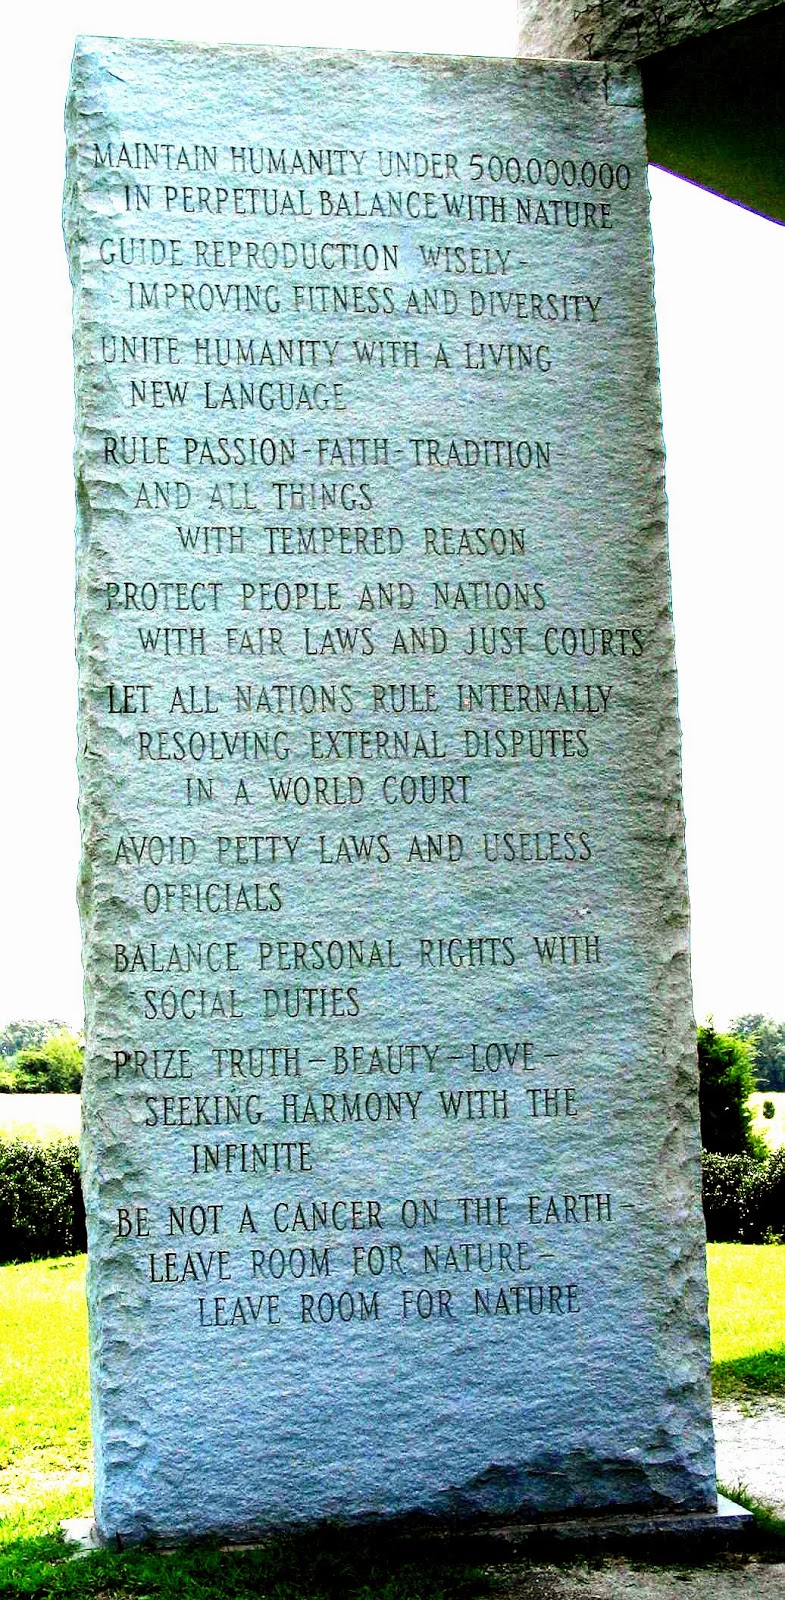 MAINTAIN HUMANITY UNDER 500,000,000
IN PERPETUAL BALANCE WITH NATURE
GUIDE REPRODUCTION WISELY -
IMPROVING FITNESS AND DIVERSITY
UNITE HUMANITY WITH A LIVING
NEW LANGUAGE
RULE PASSION - FAITH - TRADITION
AND ALL THINGS
WITH TEMPERED REASON
PROTECT PEOPLE AND NATIONS
WITH FAIR LAWS AND JUST COURTS
LET ALL NATIONS RULE INTERNALLY
RESOLVING EXTERNAL DISPUTES
IN A WORLD COURT
AVOID PETTY LAWS AND USELESS
OFFICIALS
BALANCE PERSONAL RIGHTS WITH
SOCIAL DUTIES
PRIZE TRUTH - BEAUTY - LOVE -
SEEKING HARMONY WITH THE
INFINITE
BE NOT A CANCER ON THE EARTH -
LEAVE ROOM FOR NATURE -
LEAVE ROOM FOR NATURE